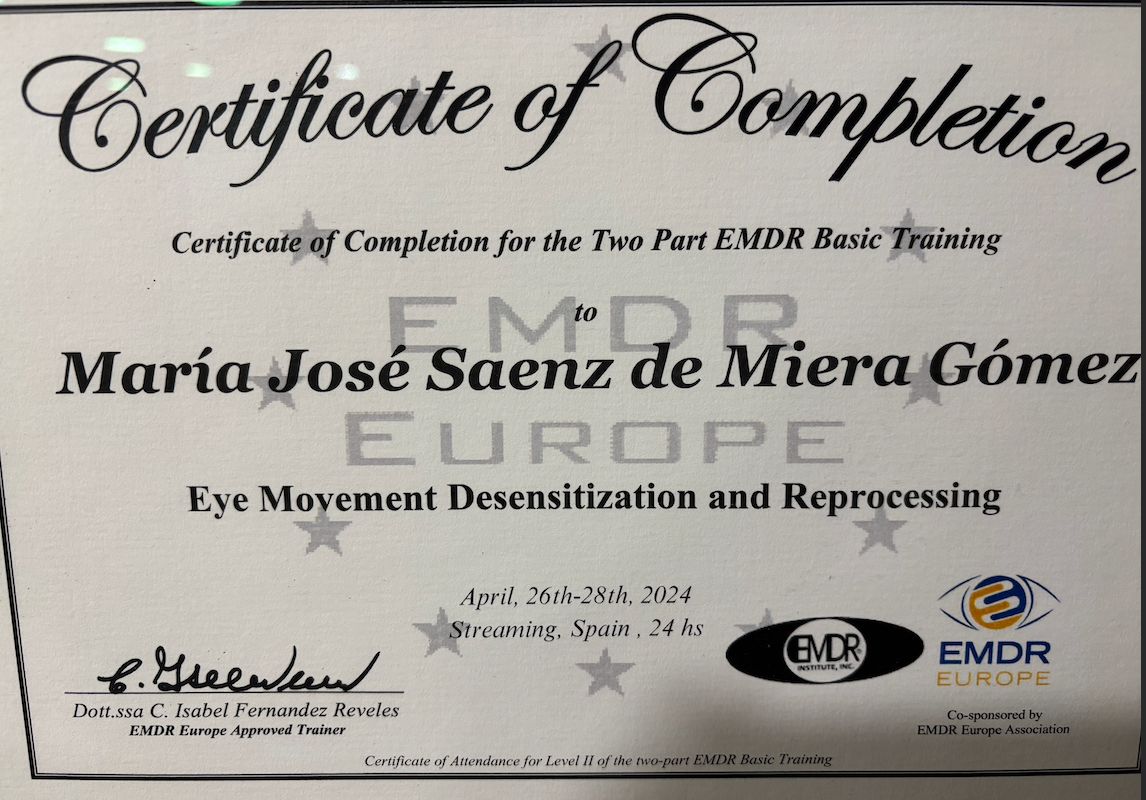 Certificate of Completion
Certificate of Completion for the Two Part EMDR Basic Training
EMDR
to
María José Saenz de Miera Gómez
EUROPE
Eye Movement Desensitization and Reprocessing
April, 26th-28th, 2024
Streaming, Spain , 24 hs
EMDR®
INSTITUTE, INC.
EMDR
EUROPE
Dott.ssa C. Isabel Fernandez Reveles
EMDR Europe Approved Trainer
Co-sponsored by
EMDR Europe Association
Certificate of Attendance for Level II of the two-part EMDR Basic Training